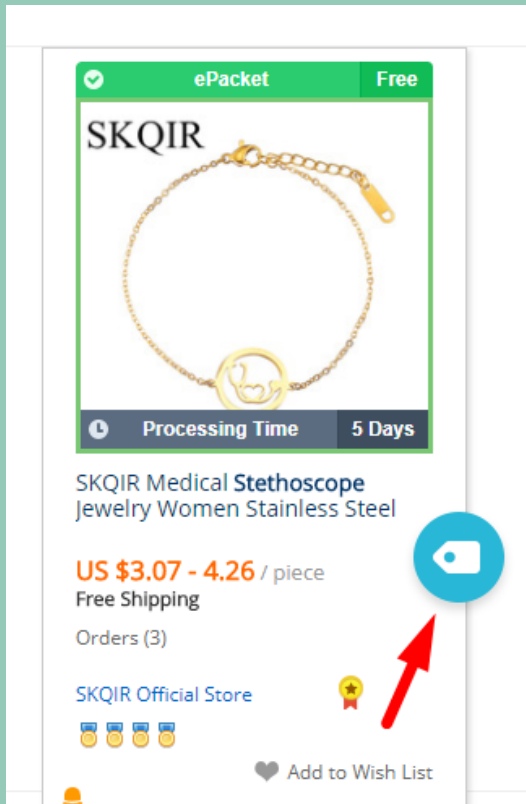 ePacket Free
SKQIR
Processing Time 5 Days
SKQIR Medical Stethoscope
Jewelry Women Stainless Steel
US $3.07 - 4.26 / piece
Free Shipping
Orders (3)
SKQIR Official Store
Add to Wish List